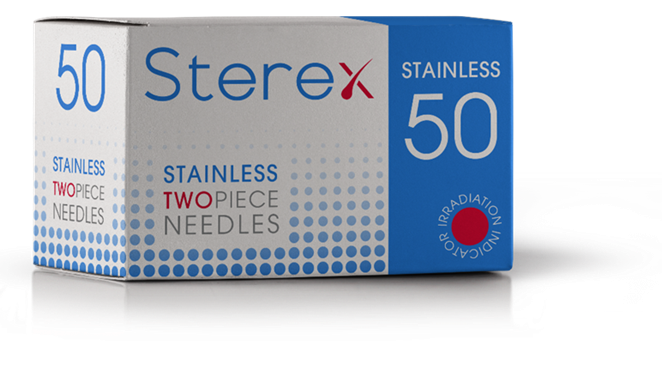 50
STAINLESS
TWOPIECE
NEEDLES
Sterex
STAINLESS
TWOPIECE
NEEDLES
STAINLESS
50
IRRADIATION INDICATOR